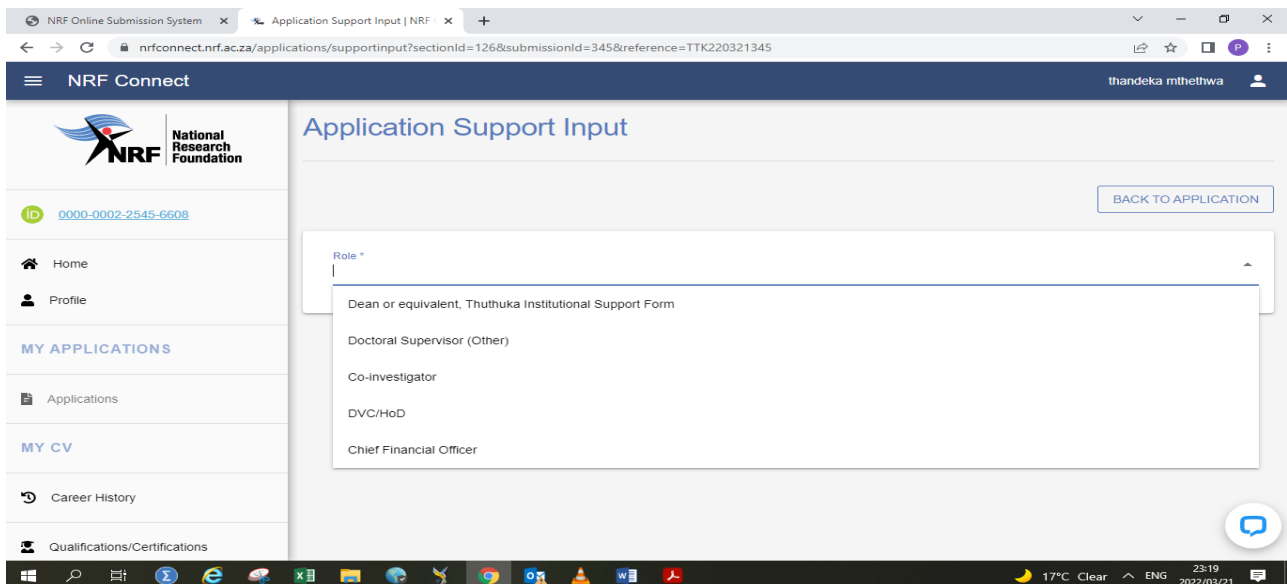 NRF Online Submission System
Application Support Input | NRF
nrfconnect.nrf.ac.za/applications/supportinput?sectionId=126&submissionId=345&reference=TTK220321345
P
NRF Connect
thandeka mthethwa
NRF
National
Research
Foundation
Application Support Input
BACK TO APPLICATION
iD 0000-0002-2545-6608
Home
Profile
MY APPLICATIONS
Applications
MY CV
Career History
Qualifications/Certifications
Role *
Dean or equivalent, Thuthuka Institutional Support Form
Doctoral Supervisor (Other)
Co-investigator
DVC/HoD
Chief Financial Officer
17°C Clear
ENG
23:19
2022/03/21